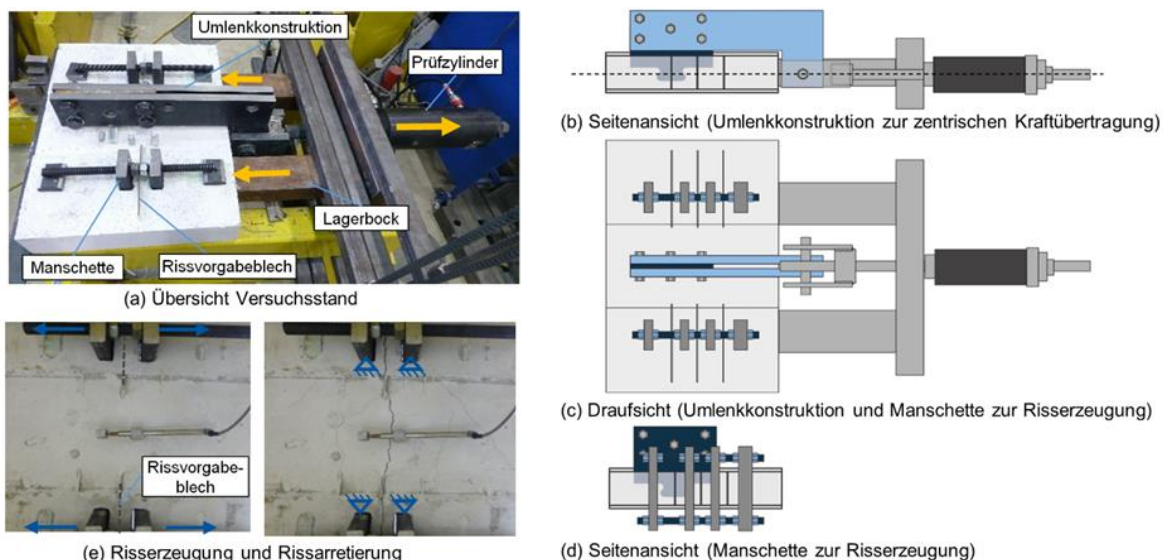 Umlenkkonstruktion
Prüfzylinder
Lagerbock
Manschette
Rissvorgabeblech
(a) Übersicht Versuchsstand
(b) Seitenansicht (Umlenkkonstruktion zur zentrischen Kraftübertragung)
(c) Draufsicht (Umlenkkonstruktion und Manschette zur Risserzeugung)
Rissvorgabe-
blech
(e) Risserzeugung und Rissarretierung
(d) Seitenansicht (Manschette zur Risserzeugung)